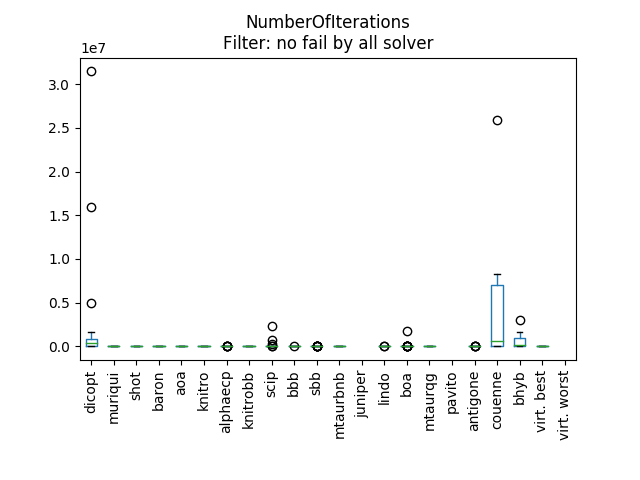 NumberOfIterations
Filter: no fail by all solver
1e7
3.0
2.5
2.0
1.5
1.0
0.5
0.0
dicopt
muriqui
shot
baron
aoa
knitro
alphaecp
knitrobb
scip
bbb
sbb
mtaurbnb
juniper
lindo
boa
mtaurqg
pavito
antigone
couenne
bhyb
virt. best
virt. worst